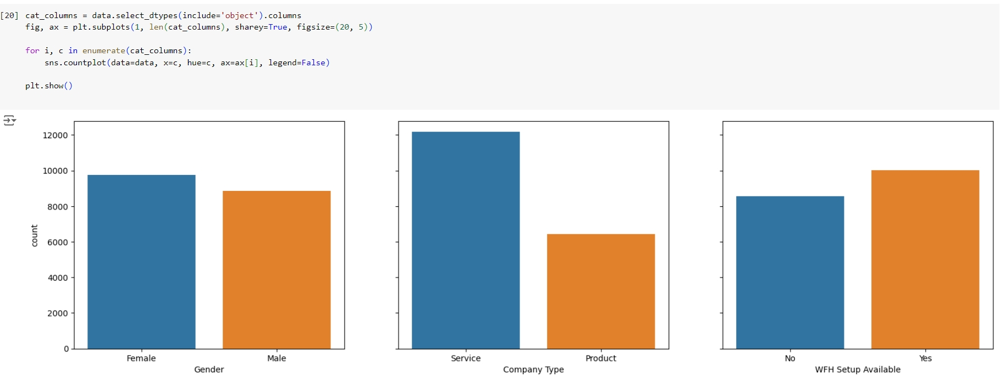 [20] cat_columns = data.select_dtypes(include='object').columns
fig, ax = plt.subplots(1, len(cat_columns), sharey=True, figsize=(20, 5))
for i, c in enumerate(cat_columns):
    sns.countplot(data=data, x=c, hue=c, ax=ax[i], legend=False)
plt.show()
12000
10000
8000
6000
4000
2000
0
count
Female Male
Gender
Service Product
Company Type
No Yes
WFH Setup Available